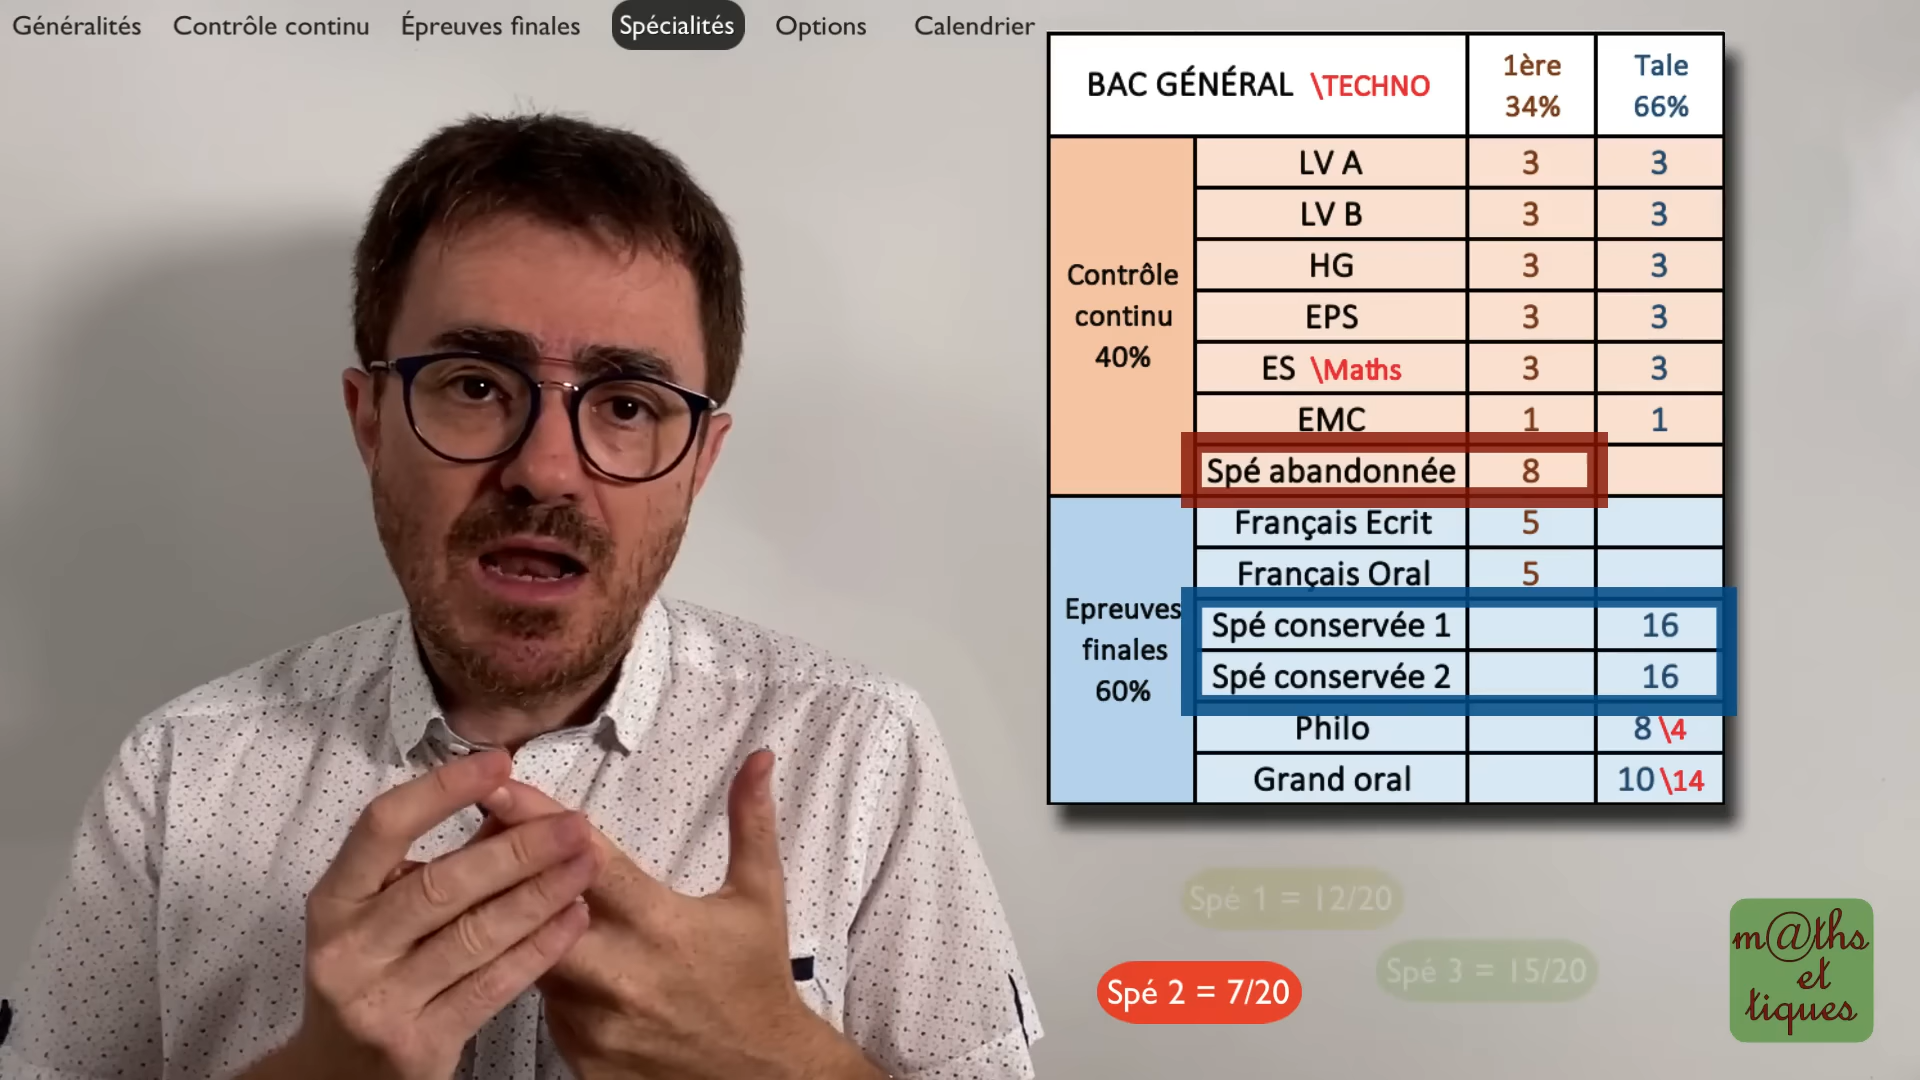 Généralités Contrôle continu Épreuves finales Spécialités Options Calendrier
BAC GÉNÉRAL \TECHNO 1ère 34% Tale 66%
Contrôle continu 40%
LV A 3 3
LV B 3 3
HG 3 3
EPS 3 3
ES \Maths 3 3
EMC 1 1
Spé abandonnée 8
Epreuves finales 60%
Français Ecrit 5
Français Oral 5
Spé conservée 1 16
Spé conservée 2 16
Philo 8 \4
Grand oral 10 \14
Spé 1 = 12/20
Spé 3 = 15/20
Spé 2 = 7/20
m@ths
et
tiques